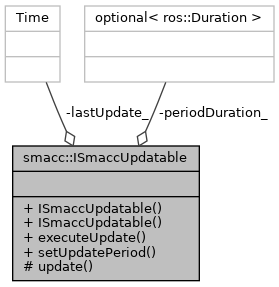 Time
optional< ros::Duration >
-lastUpdate_
-periodDuration_
smacc::ISmaccUpdatable
+ ISmaccUpdatable()
+ ISmaccUpdatable()
+ executeUpdate()
+ setUpdatePeriod()
# update()